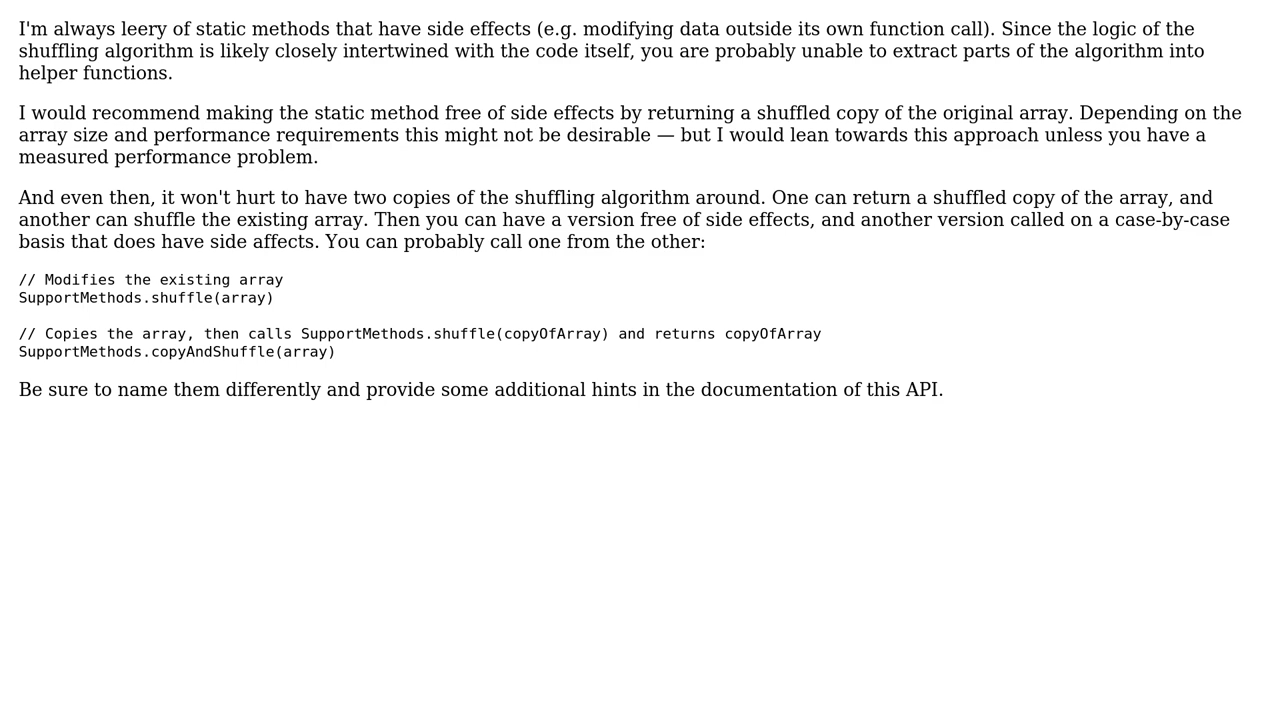 I'm always leery of static methods that have side effects (e.g. modifying data outside its own function call). Since the logic of the
shuffling algorithm is likely closely intertwined with the code itself, you are probably unable to extract parts of the algorithm into
helper functions.
I would recommend making the static method free of side effects by returning a shuffled copy of the original array. Depending on the
array size and performance requirements this might not be desirable — but I would lean towards this approach unless you have a
measured performance problem.
And even then, it won't hurt to have two copies of the shuffling algorithm around. One can return a shuffled copy of the array, and
another can shuffle the existing array. Then you can have a version free of side effects, and another version called on a case-by-case
basis that does have side affects. You can probably call one from the other:
// Modifies the existing array
SupportMethods.shuffle(array)
// Copies the array, then calls SupportMethods.shuffle(copyOfArray) and returns copyOfArray
SupportMethods.copyAndShuffle(array)
Be sure to name them differently and provide some additional hints in the documentation of this API.